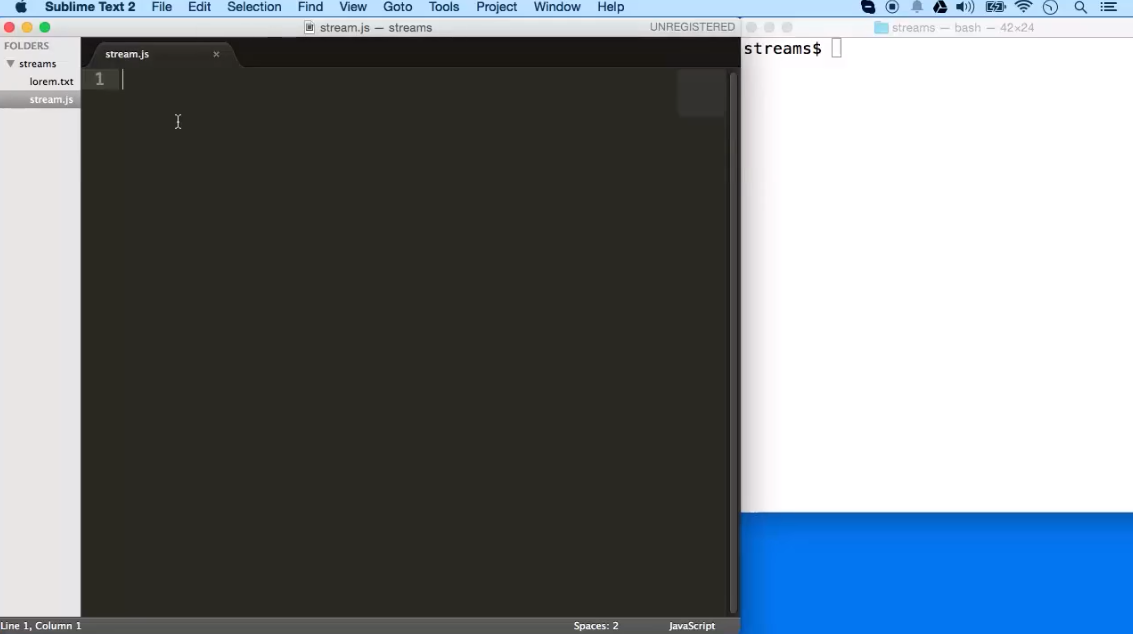 Sublime Text 2 File Edit Selection Find View Goto Tools Project Window Help
stream.js — streams
UNREGISTERED
streams — bash — 42×24
FOLDERS
streams
lorem.txt
stream.js
stream.js ×
1
streams$
Line 1, Column 1
Spaces: 2
JavaScript